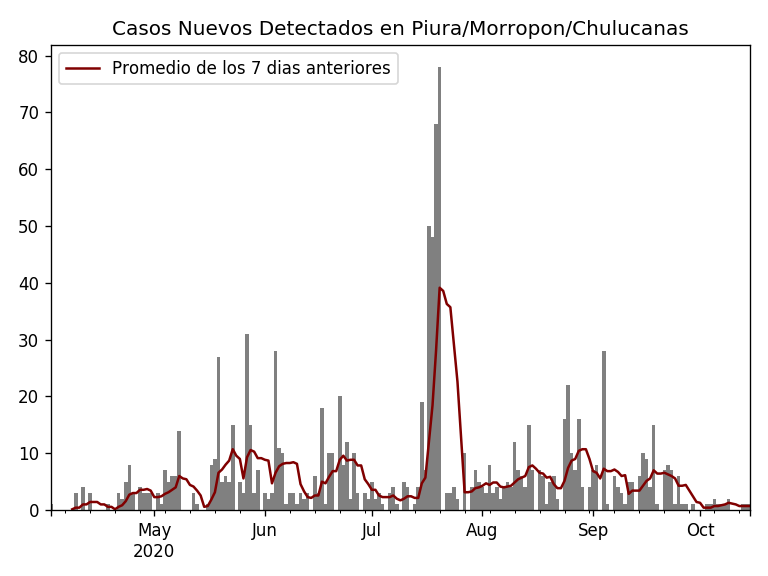 Casos Nuevos Detectados en Piura/Morropon/Chulucanas
Promedio de los 7 dias anteriores
80
70
60
50
40
30
20
10
0
May
2020
Jun
Jul
Aug
Sep
Oct